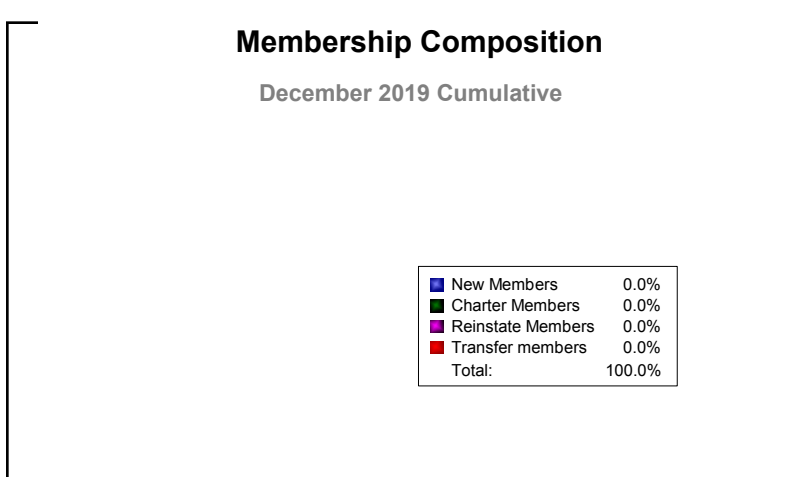 Membership Composition
December 2019 Cumulative
New Members 0.0%
Charter Members 0.0%
Reinstate Members 0.0%
Transfer members 0.0%
Total: 100.0%